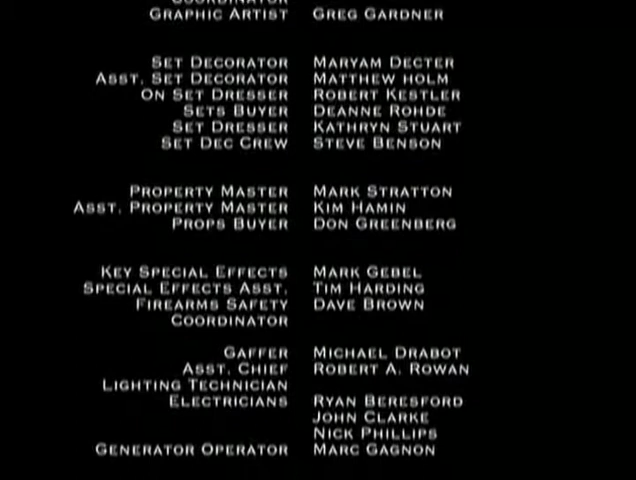 COORDINATOR
GRAPHIC ARTIST GREG GARDNER
SET DECORATOR MARYAM DECTER
ASST. SET DECORATOR MATTHEW HOLM
ON SET DRESSER ROBERT KESTLER
SETS BUYER DEANNE ROHDE
SET DRESSER KATHRYN STUART
SET DEC CREW STEVE BENSON
PROPERTY MASTER MARK STRATTON
ASST. PROPERTY MASTER KIM HAMIN
PROPS BUYER DON GREENBERG
KEY SPECIAL EFFECTS MARK GEBEL
SPECIAL EFFECTS ASST. TIM HARDING
FIREARMS SAFETY DAVE BROWN
COORDINATOR
GAFFER MICHAEL DRABOT
ASST. CHIEF ROBERT A. ROWAN
LIGHTING TECHNICIAN
ELECTRICIANS RYAN BERESFORD
JOHN CLARKE
NICK PHILLIPS
GENERATOR OPERATOR MARC GAGNON